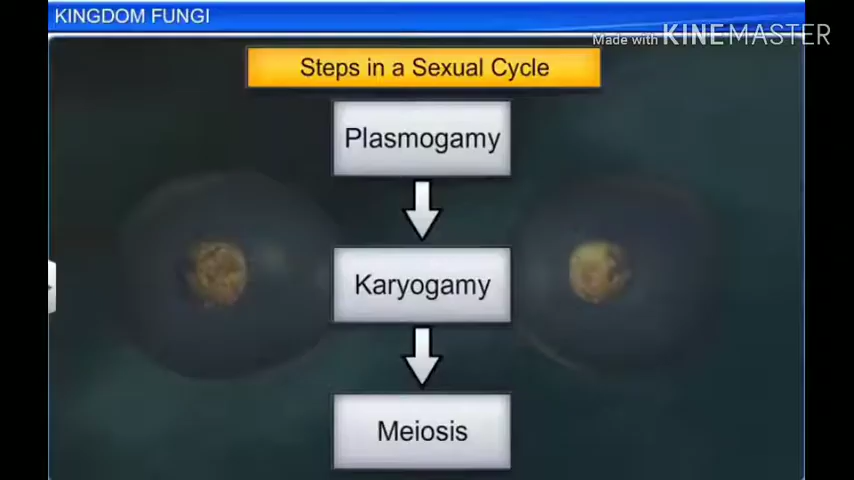 KINGDOM FUNGI
Made with KINEMASTER
Steps in a Sexual Cycle
Plasmogamy
Karyogamy
Meiosis